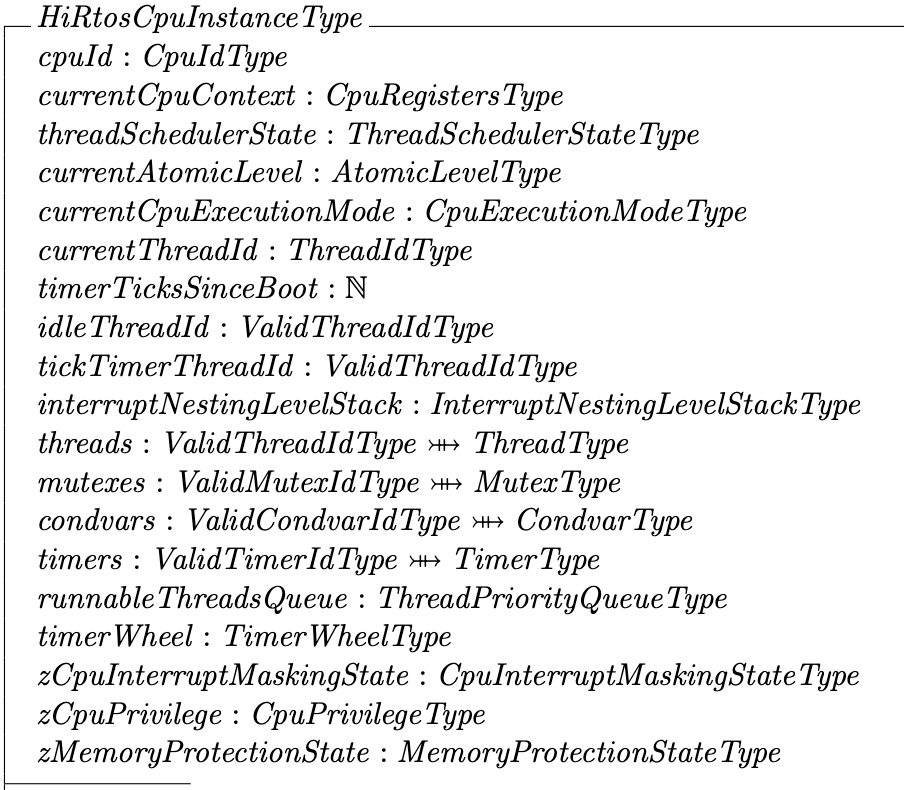 HiRtosCpuInstanceType
cpuId : CpuIdType
currentCpuContext : CpuRegistersType
threadSchedulerState : ThreadSchedulerStateType
currentAtomicLevel : AtomicLevelType
currentCpuExecutionMode : CpuExecutionModeType
currentThreadId : ThreadIdType
timerTicksSinceBoot : ℕ
idleThreadId : ValidThreadIdType
tickTimerThreadId : ValidThreadIdType
interruptNestingLevelStack : InterruptNestingLevelStackType
threads : ValidThreadIdType ⤕ ThreadType
mutexes : ValidMutexIdType ⤕ MutexType
condvars : ValidCondvarIdType ⤕ CondvarType
timers : ValidTimerIdType ⤕ TimerType
runnableThreadsQueue : ThreadPriorityQueueType
timerWheel : TimerWheelType
zCpuInterruptMaskingState : CpuInterruptMaskingStateType
zCpuPrivilege : CpuPrivilegeType
zMemoryProtectionState : MemoryProtectionStateType